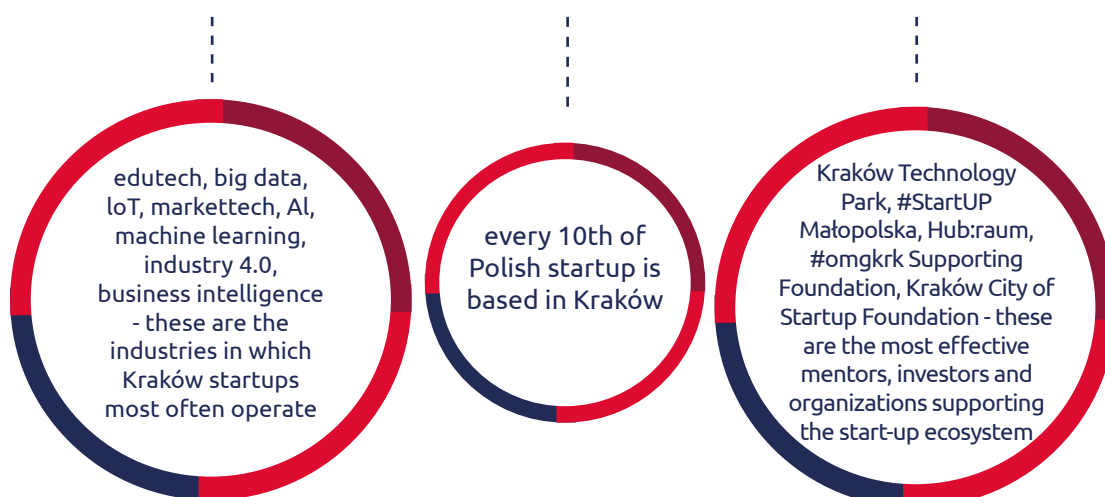 edutech, big data,
loT, markettech, Al,
machine learning,
industry 4.0,
business intelligence
- these are the
industries in which
Kraków startups
most often operate
every 10th of
Polish startup is
based in Kraków
Kraków Technology
Park, #StartUP
Małopolska, Hub:raum,
#omgkrk Supporting
Foundation, Kraków City of
Startup Foundation - these
are the most effective
mentors, investors and
organizations supporting
the start-up ecosystem